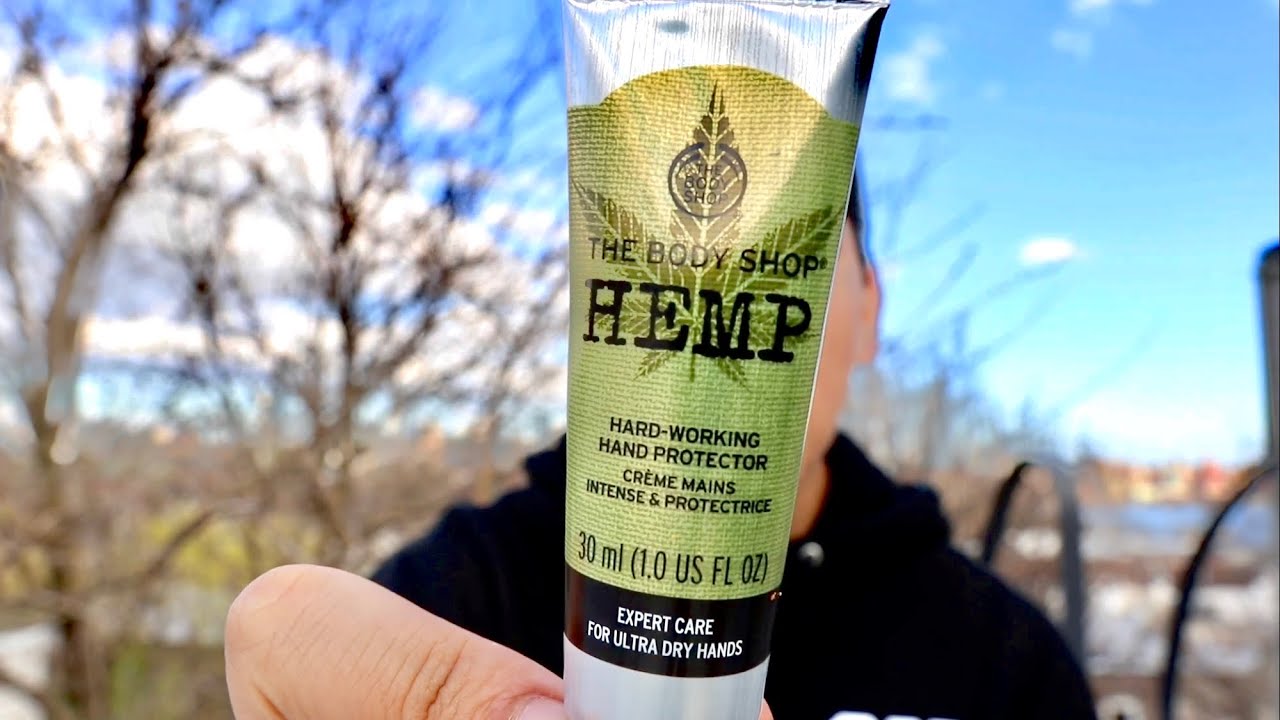 THE
BODY
SHOP
THE BODY SHOP®
HEMP
HARD-WORKING
HAND PROTECTOR
CRÈME MAINS
INTENSE & PROTECTRICE
30 ml (1.0 US FL OZ)
EXPERT CARE
FOR ULTRA DRY HANDS